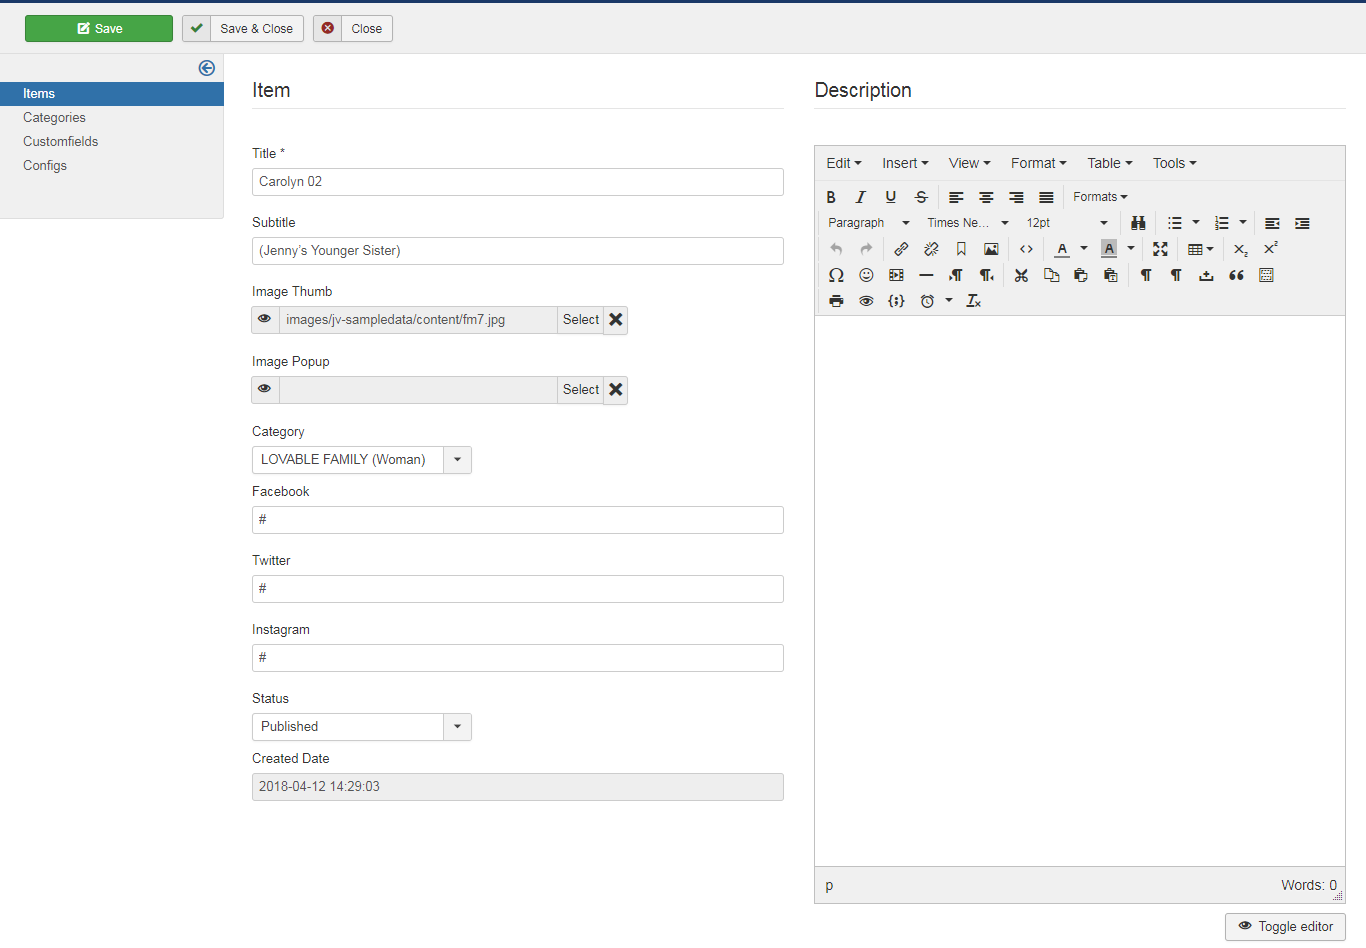 Save
Save & Close
Close
Items
Categories
Customfields
Configs
Item
Title *
Carolyn 02
Subtitle
(Jenny's Younger Sister)
Image Thumb
images/jv-sampledata/content/fm7.jpg Select
Image Popup
Select
Category
LOVABLE FAMILY (Woman)
Facebook
#
Twitter
#
Instagram
#
Status
Published
Created Date
2018-04-12 14:29:03
Description
Edit Insert View Format Table Tools
Formats
Paragraph Times Ne... 12pt
p Words: 0
Toggle editor